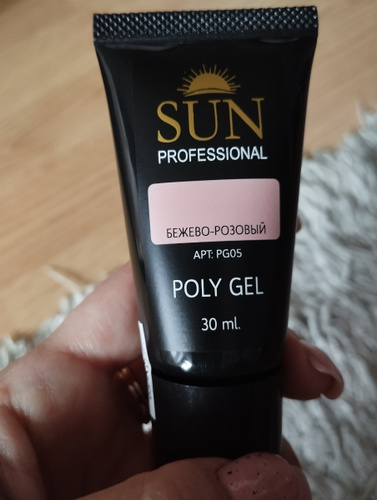 SUN
PROFESSIONAL
БЕЖЕВО-РОЗОВЫЙ
АРТ: PG05
POLY GEL
30 ml.